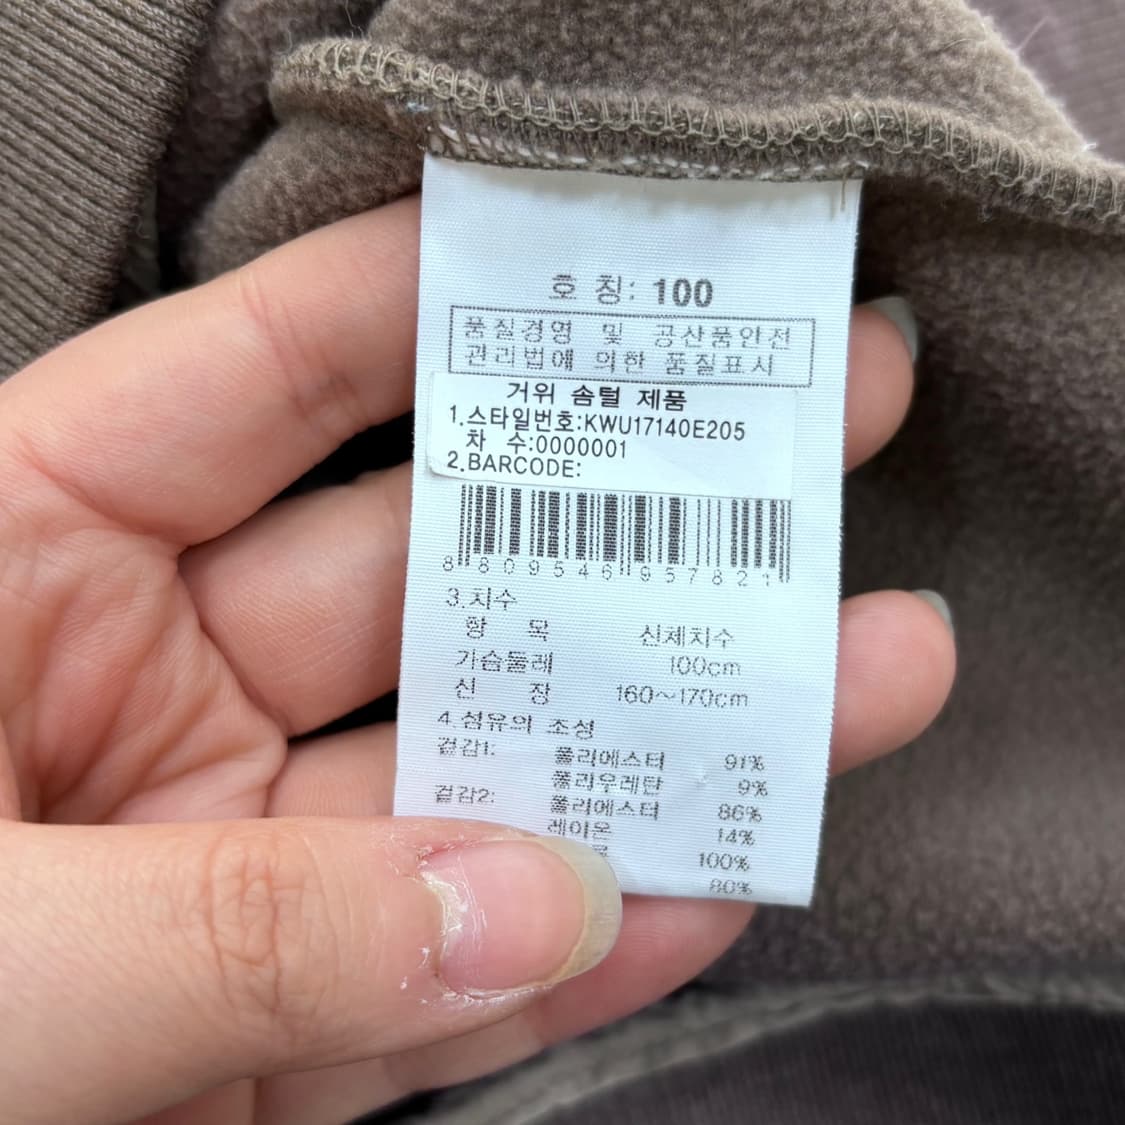 호 칭: 100
품질경영 및 공산품안전
관리법에 의한 품질표시
거위 솜털 제품
1.스타일번호:KWU17140E205
차 수:0000001
2.BARCODE:
8 809546 957821
3.치수
항 목 신체치수
가슴둘레 100cm
신 장 160~170cm
4.섬유의 조성
겉감1: 폴리에스터 91%
폴리우레탄 9%
겉감2: 폴리에스터 86%
레이온 14%
100%
80%